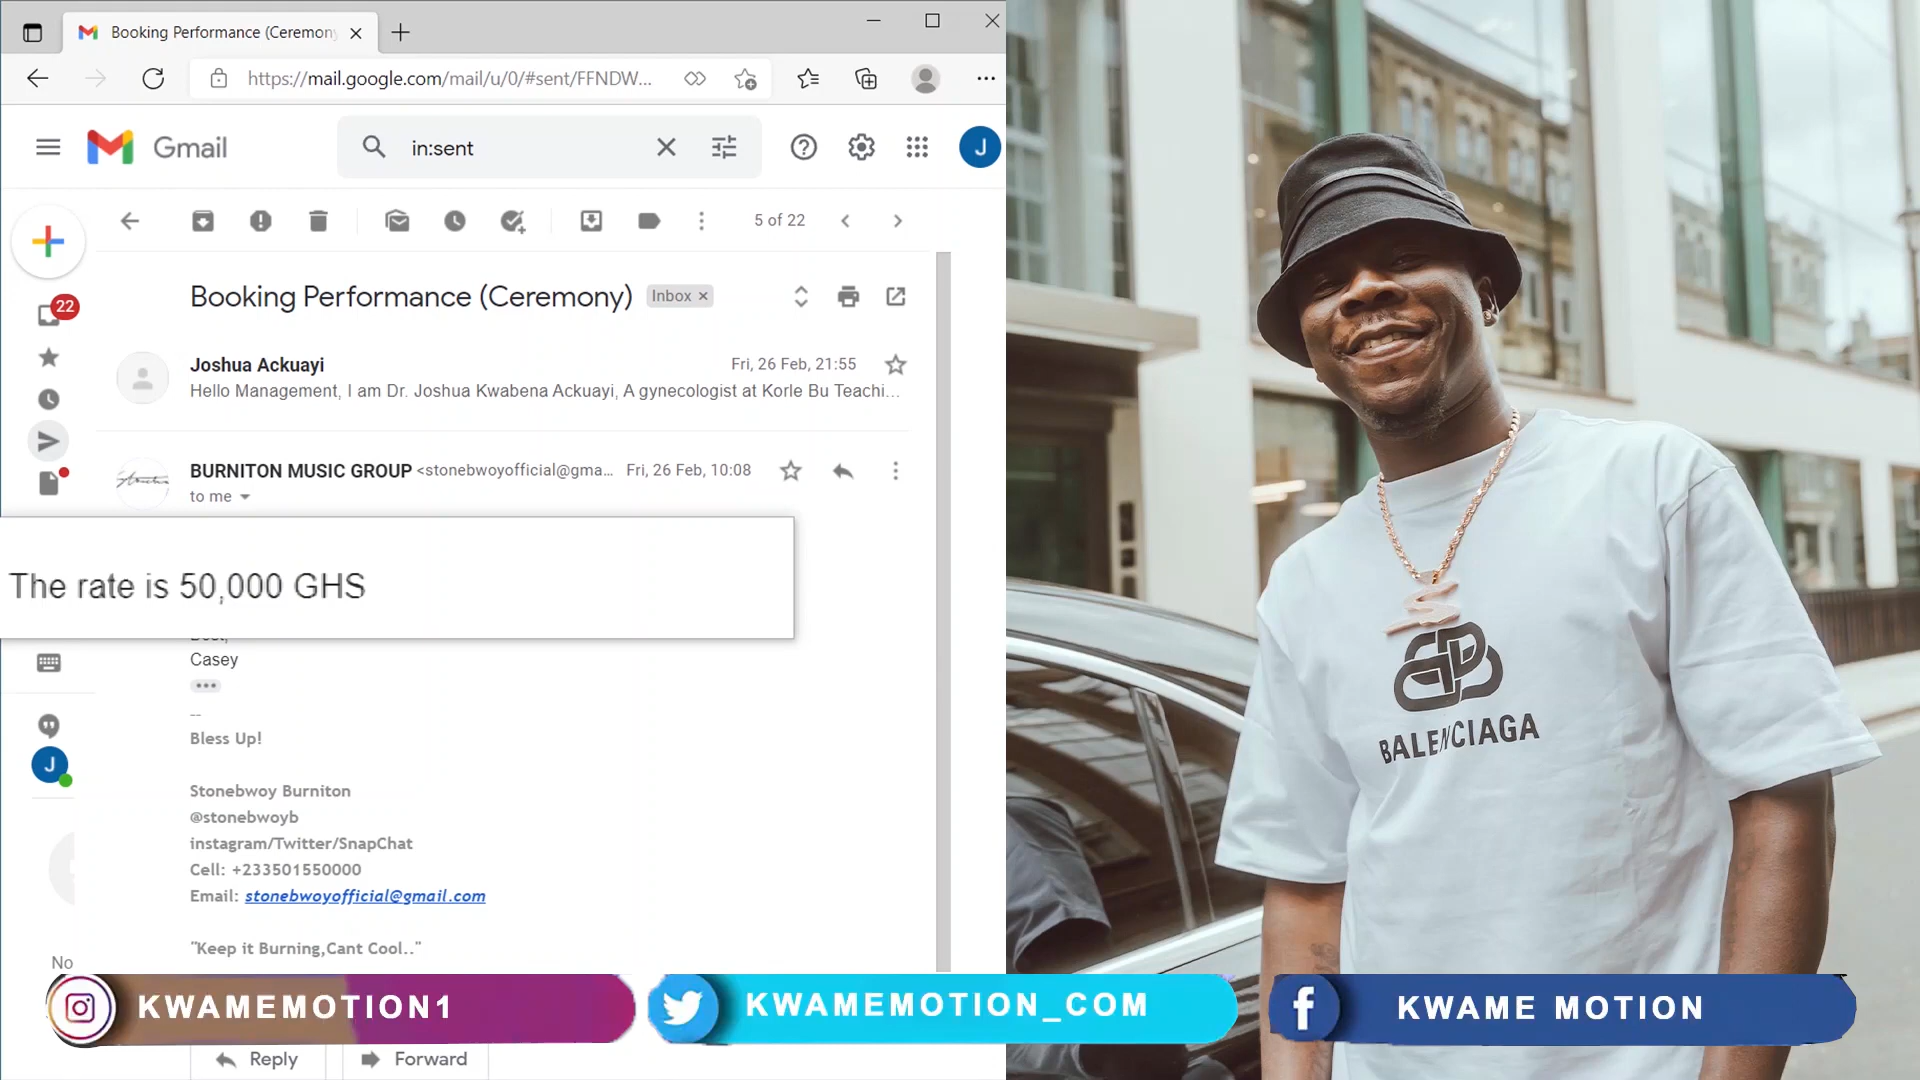 Booking Performance (Ceremon
https://mail.google.com/mail/u/0/#sent/FFNDW...
Gmail
in:sent
J
5 of 22
Booking Performance (Ceremony)
Inbox ×
22
Joshua Ackuayi
Fri, 26 Feb, 21:55
Hello Management, I am Dr. Joshua Kwabena Ackuayi, A gynecologist at Korle Bu Teachi...
BURNITON MUSIC GROUP <stonebwoyofficial@gma... Fri, 26 Feb, 10:08
to me
The rate is 50,000 GHS
Best,
Casey
--
Bless Up!
J
Stonebwoy Burniton
@stonebwoyb
instagram/Twitter/SnapChat
Cell: +233501550000
Email: stonebwoyofficial@gmail.com
"Keep it Burning,Cant Cool.."
No
Reply
Forward
BALENCIAGA
KWAMEMOTION1
KWAMEMOTION_COM
KWAME MOTION